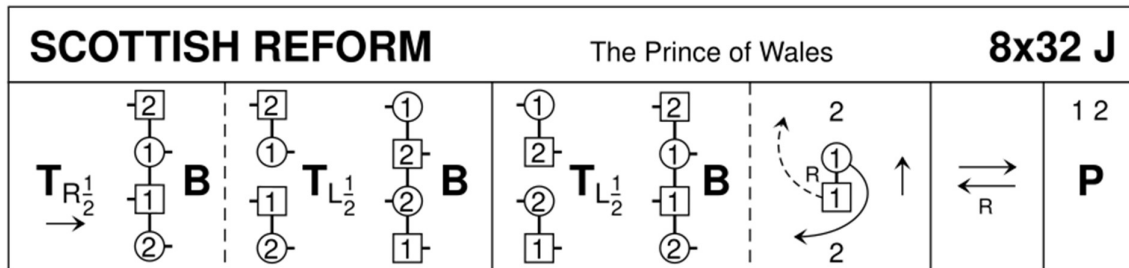 SCOTTISH REFORM The Prince of Wales 8x32 J
T R 1/2 2 1 1 2 B 2 1 1 2 T L 1/2 1 2 2 1 B 1 2 2 1 T L 1/2 2 1 1 2 B 2 1 R 1 2 R 1 2 P